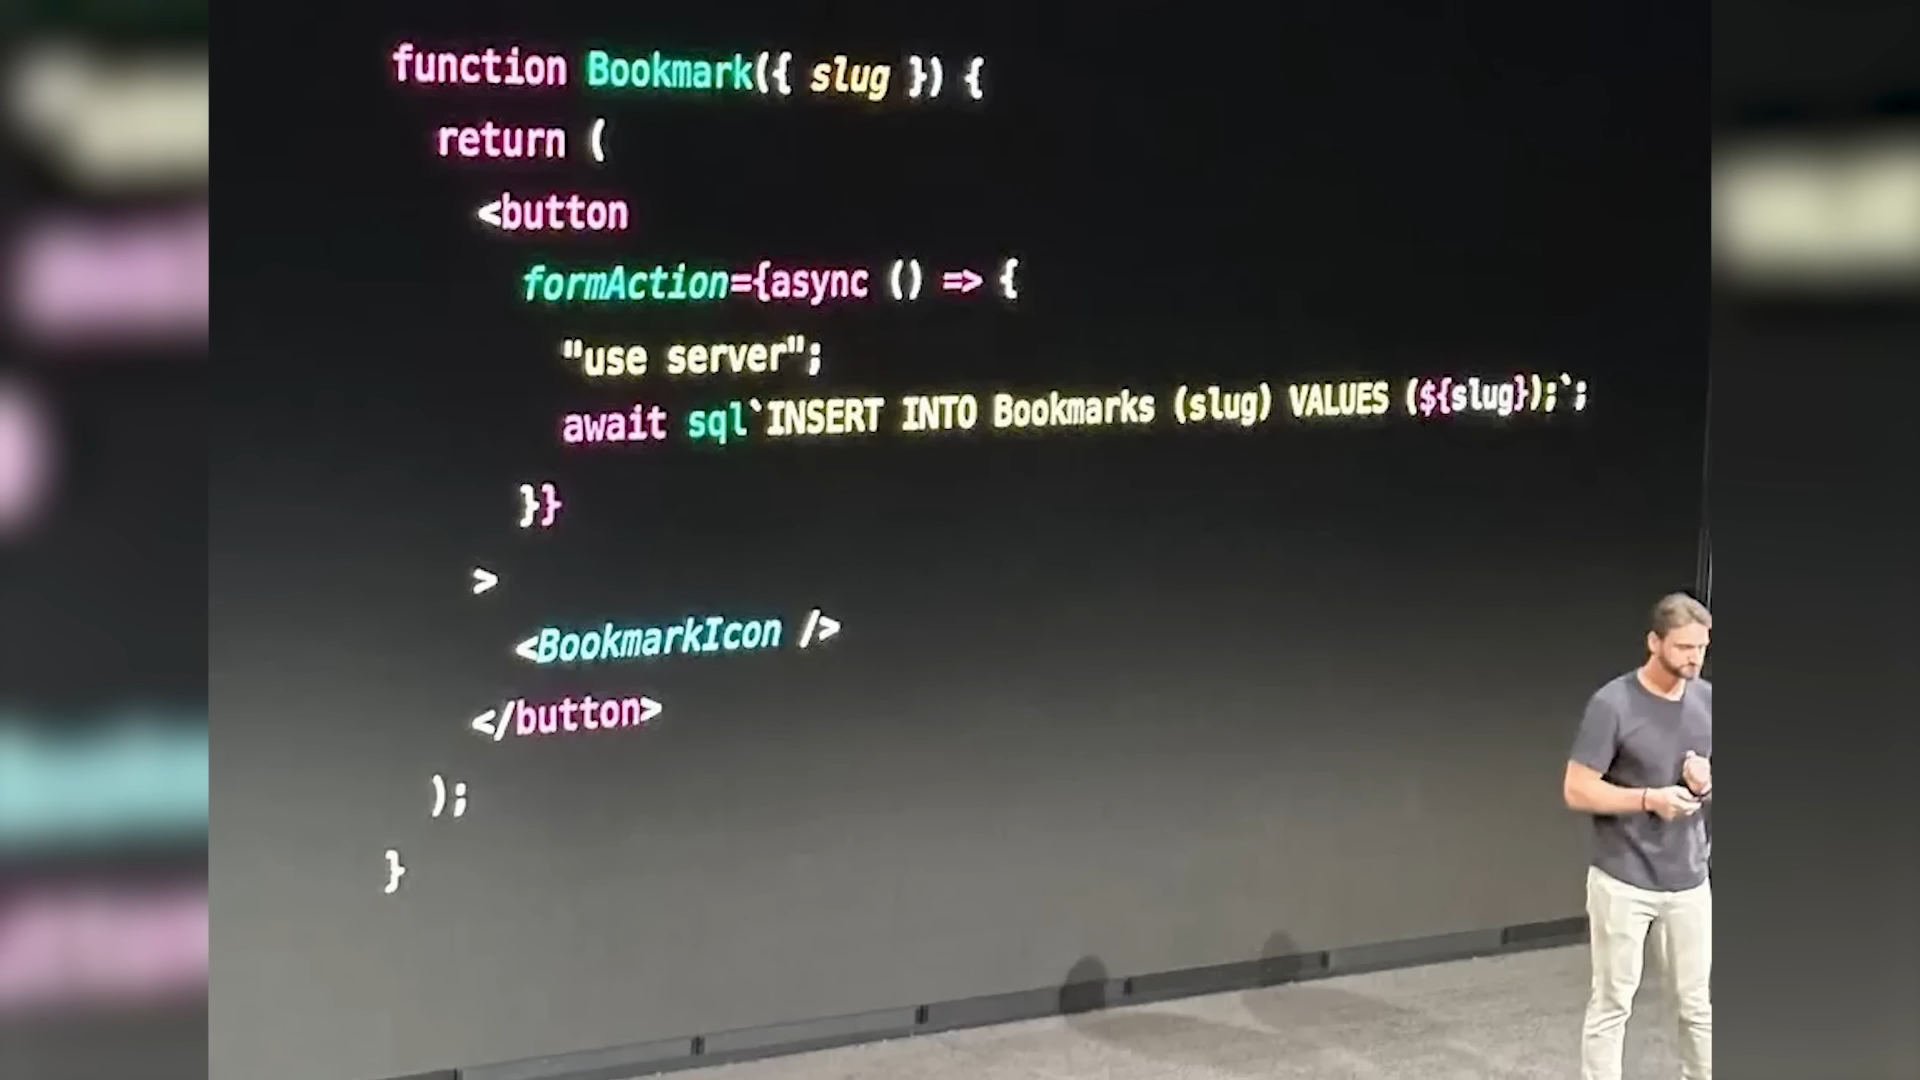 function Bookmark({ slug }) {
return (
<button
formAction={async () => {
"use server";
await sql`INSERT INTO Bookmarks (slug) VALUES (${slug});`;
}}
>
<BookmarkIcon />
</button>
);
}